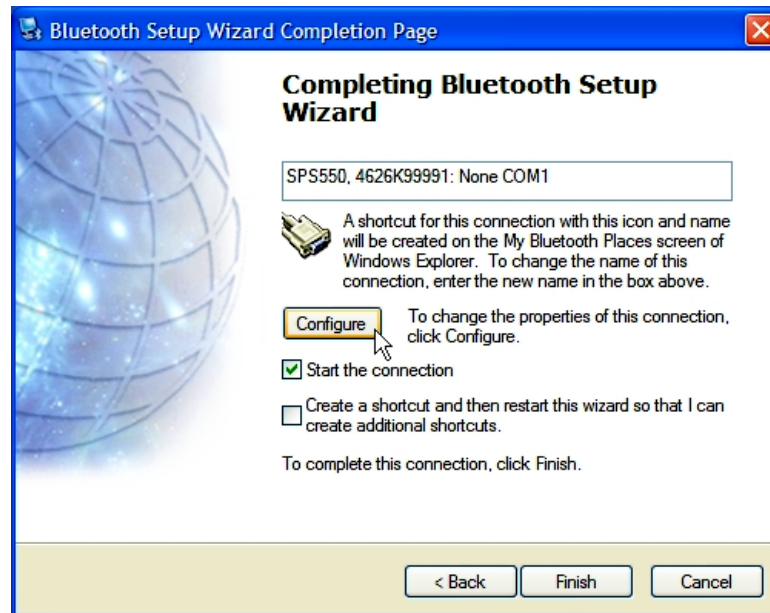 Bluetooth Setup Wizard Completion Page
Completing Bluetooth Setup
Wizard
SPS550, 4626K99991: None COM1
A shortcut for this connection with this icon and name
will be created on the My Bluetooth Places screen of
Windows Explorer. To change the name of this
connection, enter the new name in the box above.
Configure
To change the properties of this connection,
click Configure.
Start the connection
Create a shortcut and then restart this wizard so that I can
create additional shortcuts.
To complete this connection, click Finish.
< Back
Finish
Cancel